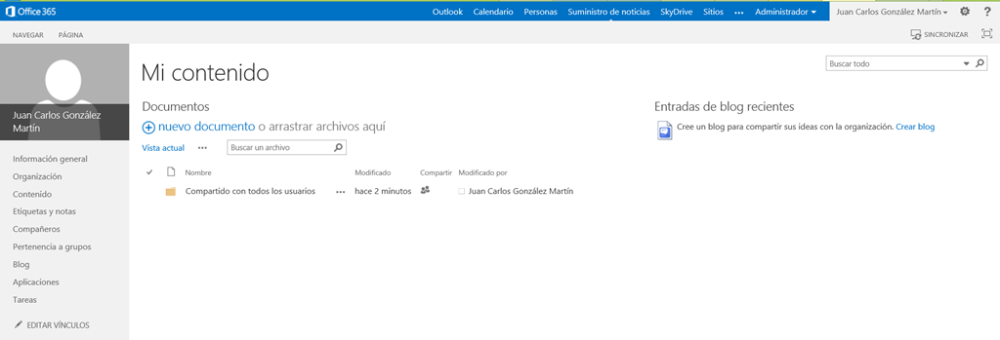 Office 365
Outlook Calendario Personas Suministro de noticias SkyDrive Sitios ••• Administrador Juan Carlos González Martín ?
NAVEGAR PÁGINA SINCRONIZAR
Juan Carlos González Martín
Información general
Organización
Contenido
Etiquetas y notas
Compañeros
Pertenencia a grupos
Blog
Aplicaciones
Tareas
EDITAR VÍNCULOS
Mi contenido
Buscar todo
Documentos
nuevo documento o arrastrar archivos aquí
Vista actual ••• Buscar un archivo
Nombre Modificado Compartir Modificado por
Compartido con todos los usuarios ••• hace 2 minutos Juan Carlos González Martín
Entradas de blog recientes
Cree un blog para compartir sus ideas con la organización. Crear blog